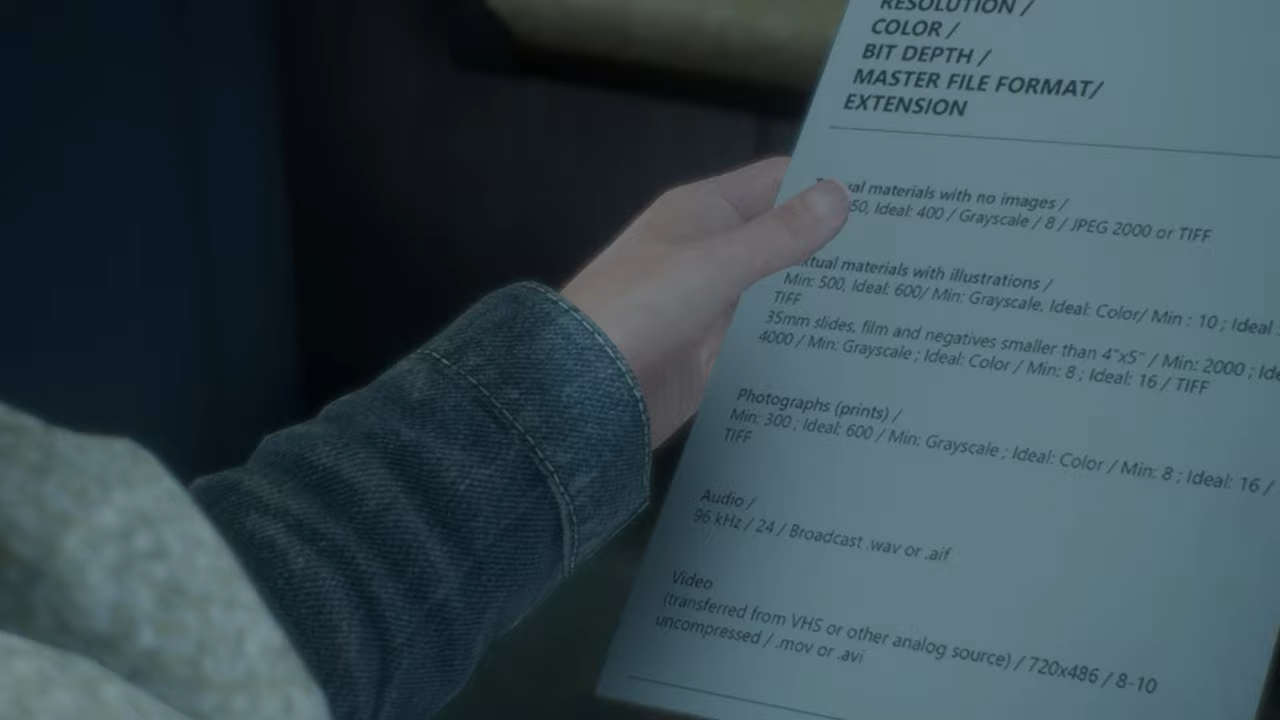 RESOLUTION /
COLOR /
BIT DEPTH /
MASTER FILE FORMAT/
EXTENSION
materials with no images /
Ideal: 400 / Grayscale / 8 / JPEG 2000 or TIFF
materials with illustrations /
Min: 500, Ideal: 600/ Min: Grayscale, Ideal: Color/ Min : 10 ; Ideal
TIFF
35mm slides, film and negatives smaller than 4"x5" / Min: 2000 ;
4000 / Min: Grayscale ; Ideal: Color / Min: 8 ; Ideal: 16 / TIFF
Photographs (prints) /
Min: 300 ; Ideal: 600 / Min: Grayscale ; Ideal: Color / Min: 8 ; Ideal: 16 /
TIFF
Audio /
96 kHz / 24 / Broadcast .wav or .aif
Video
(transferred from VHS or other analog source) / 720x486 / 8-10
uncompressed / .mov or .avi